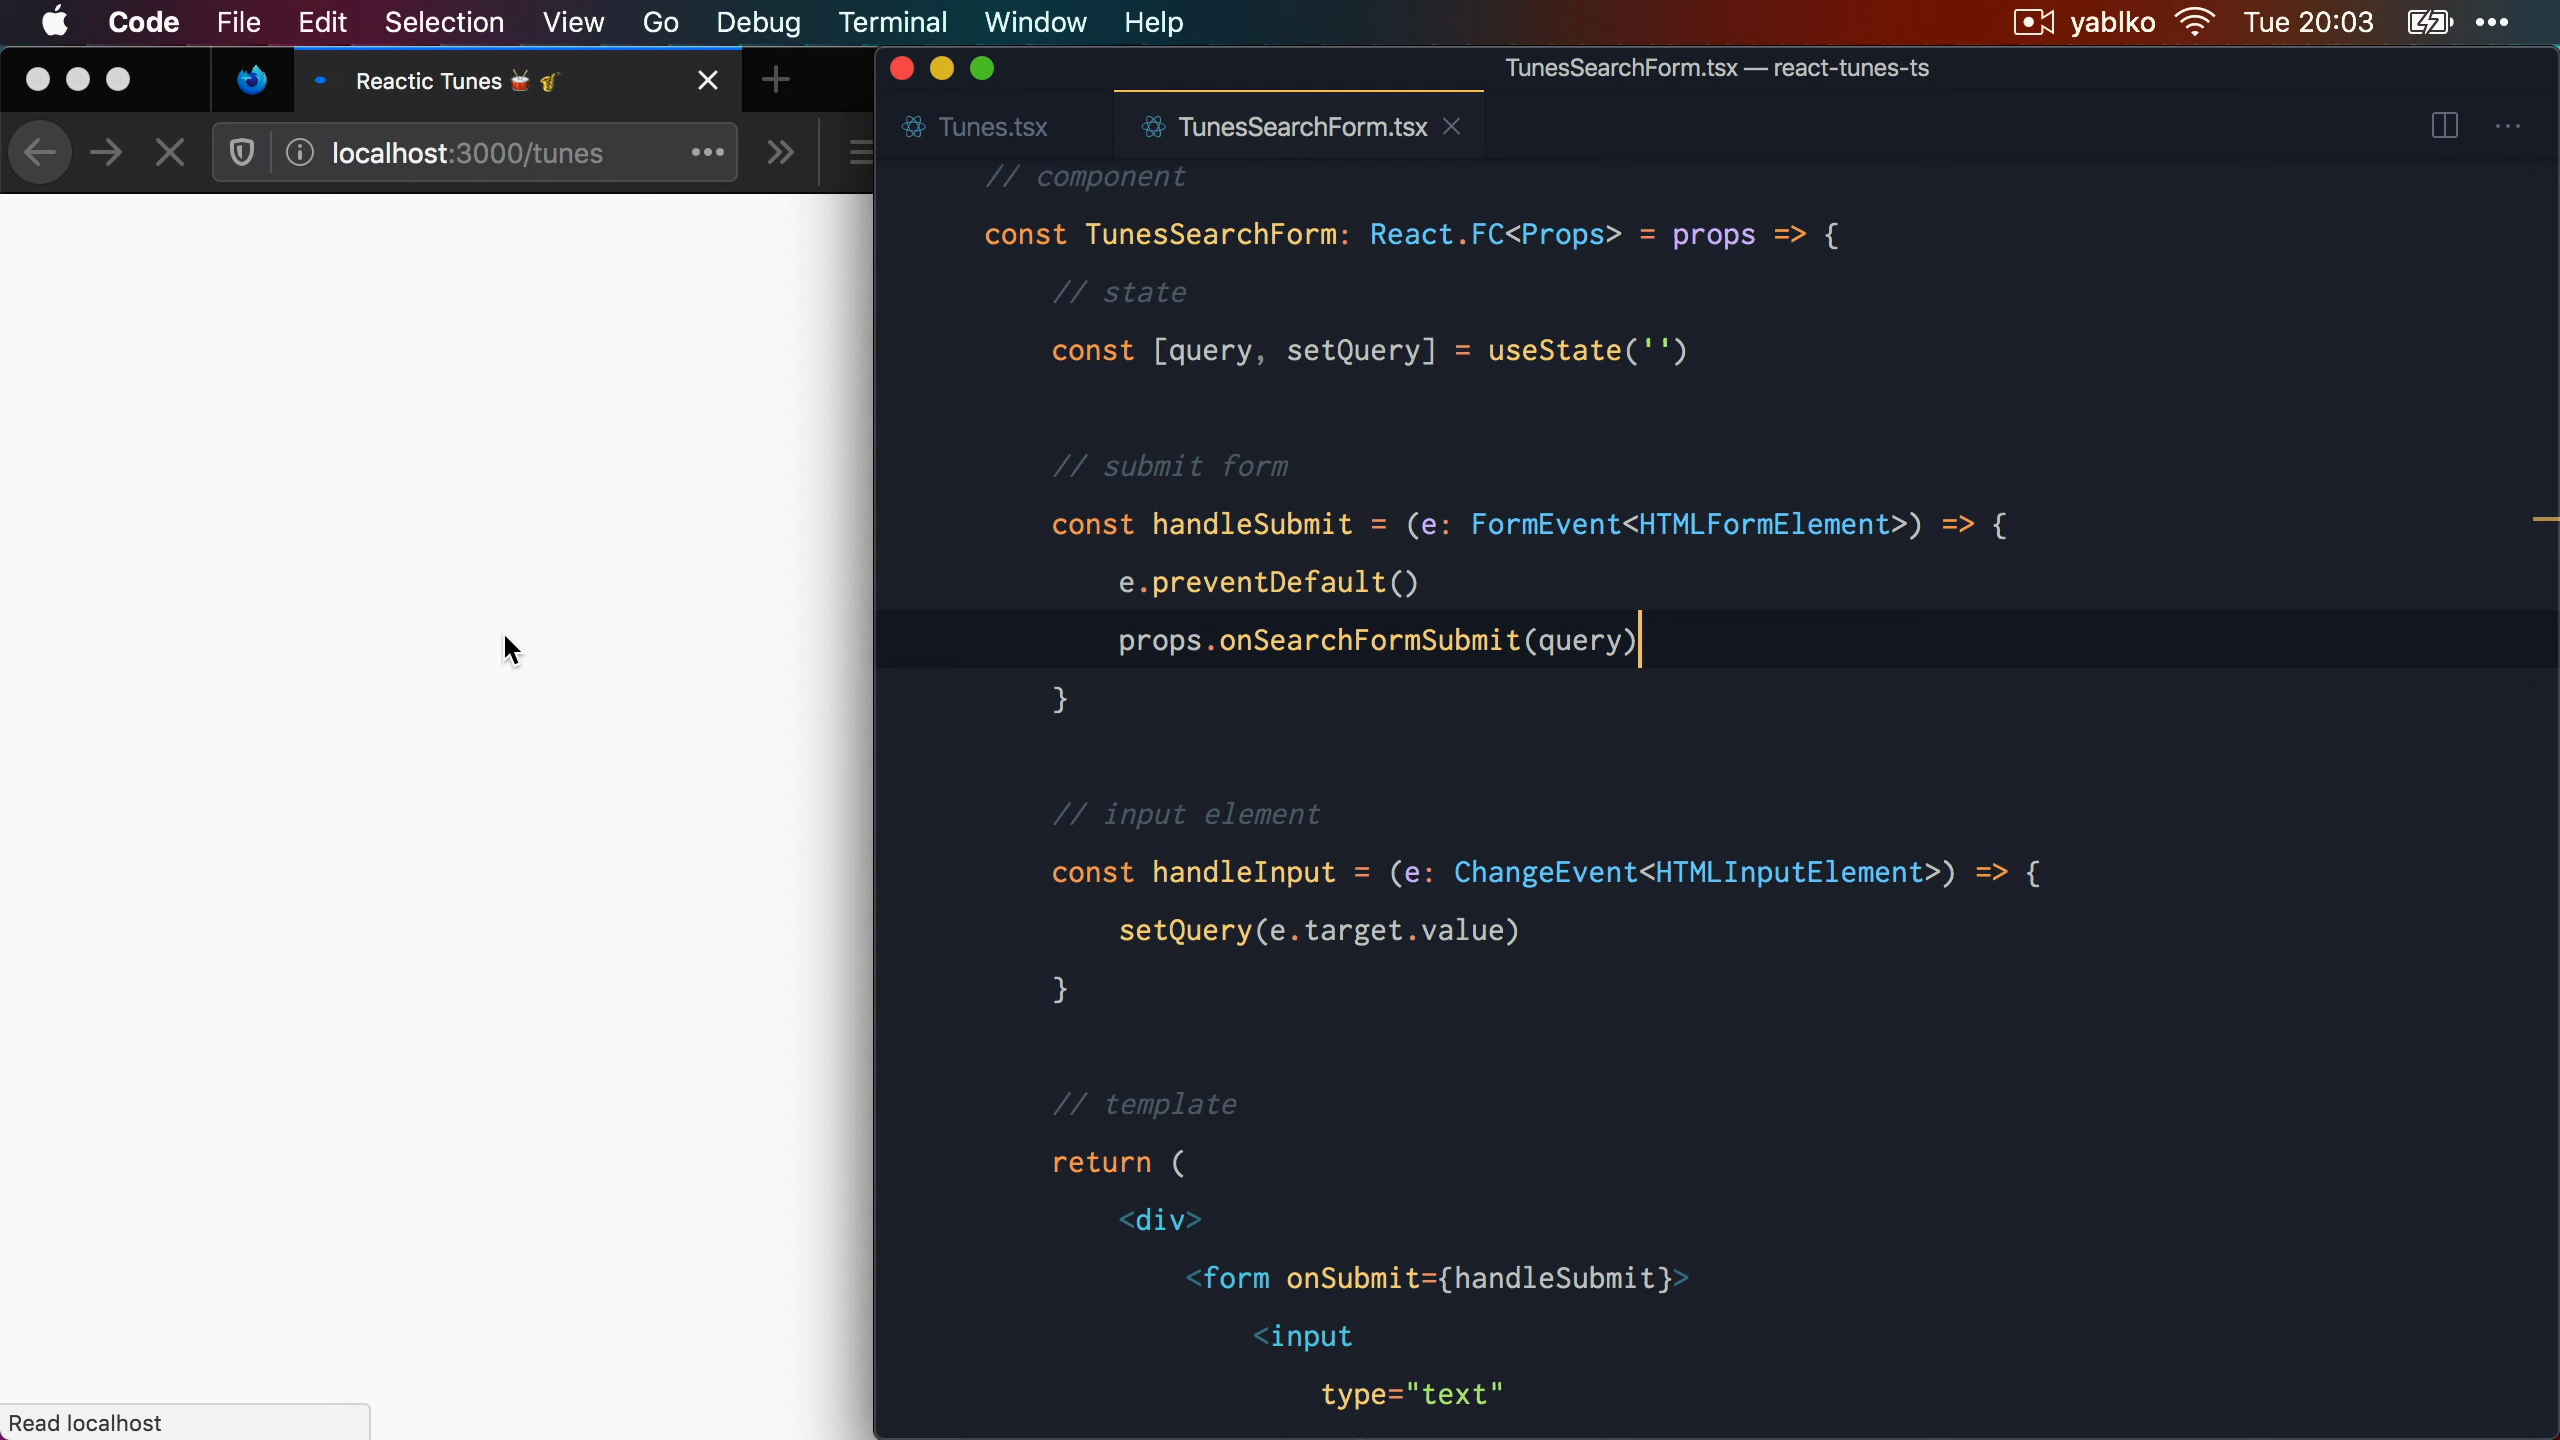 Code File Edit Selection View Go Debug Terminal Window Help yablko Tue 20:03
Reactic Tunes
localhost:3000/tunes
Read localhost
TunesSearchForm.tsx — react-tunes-ts
Tunes.tsx TunesSearchForm.tsx
// component
const TunesSearchForm: React.FC<Props> = props => {
// state
const [query, setQuery] = useState('')
// submit form
const handleSubmit = (e: FormEvent<HTMLFormElement>) => {
e.preventDefault()
props.onSearchFormSubmit(query)
}
// input element
const handleInput = (e: ChangeEvent<HTMLInputElement>) => {
setQuery(e.target.value)
}
// template
return (
<div>
<form onSubmit={handleSubmit}>
<input
type="text"